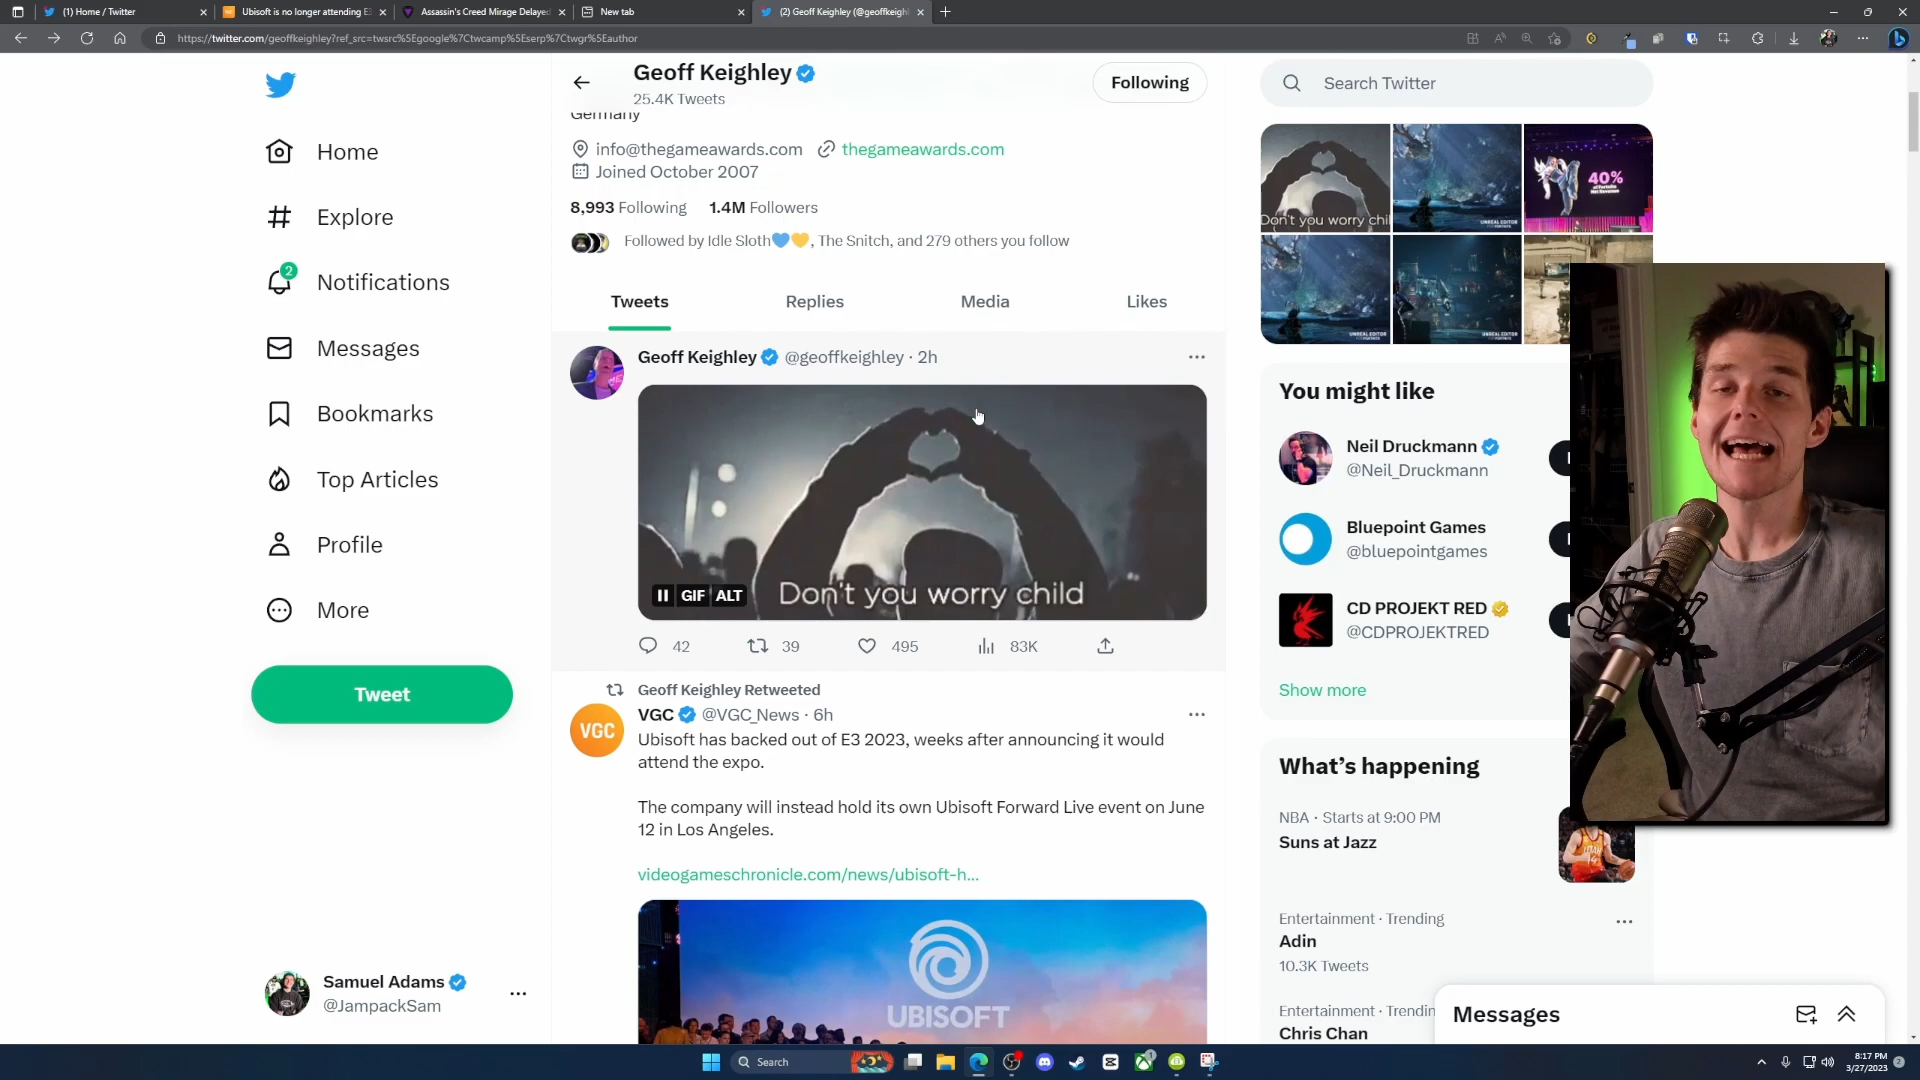 (1) Home / Twitter
Ubisoft is no longer attending E3
Assassin's Creed Mirage Delayed
New tab
(2) Geoff Keighley (@geoffkeighl
https://twitter.com/geoffkeighley?ref_src=twsrc%5Egoogle%7Ctwcamp%5Eserp%7Ctwgr%5Eauthor
Home
Explore
2
Notifications
Messages
Bookmarks
Top Articles
Profile
More
Tweet
Samuel Adams
@JampackSam
Geoff Keighley
25.4K Tweets
Following
Germany
info@thegameawards.com thegameawards.com
Joined October 2007
8,993 Following 1.4M Followers
Followed by Idle Sloth💙💛, The Snitch, and 279 others you follow
Tweets Replies Media Likes
Geoff Keighley @geoffkeighley · 2h
GIF ALT Don't you worry child
42 39 495 83K
Geoff Keighley Retweeted
VGC
VGC @VGC_News · 6h
Ubisoft has backed out of E3 2023, weeks after announcing it would
attend the expo.
The company will instead hold its own Ubisoft Forward Live event on June
12 in Los Angeles.
videogameschronicle.com/news/ubisoft-h...
UBISOFT
Search Twitter
Don't you worry chil
UNREAL EDITOR
40%
UNREAL EDITOR
UNREAL EDITOR
You might like
Neil Druckmann
@Neil_Druckmann
Bluepoint Games
@bluepointgames
CD PROJEKT RED
@CDPROJEKTRED
Show more
What's happening
NBA · Starts at 9:00 PM
Suns at Jazz
Entertainment · Trending
Adin
10.3K Tweets
Entertainment · Trendin
Chris Chan
Messages
Search
8:17 PM
3/27/2023